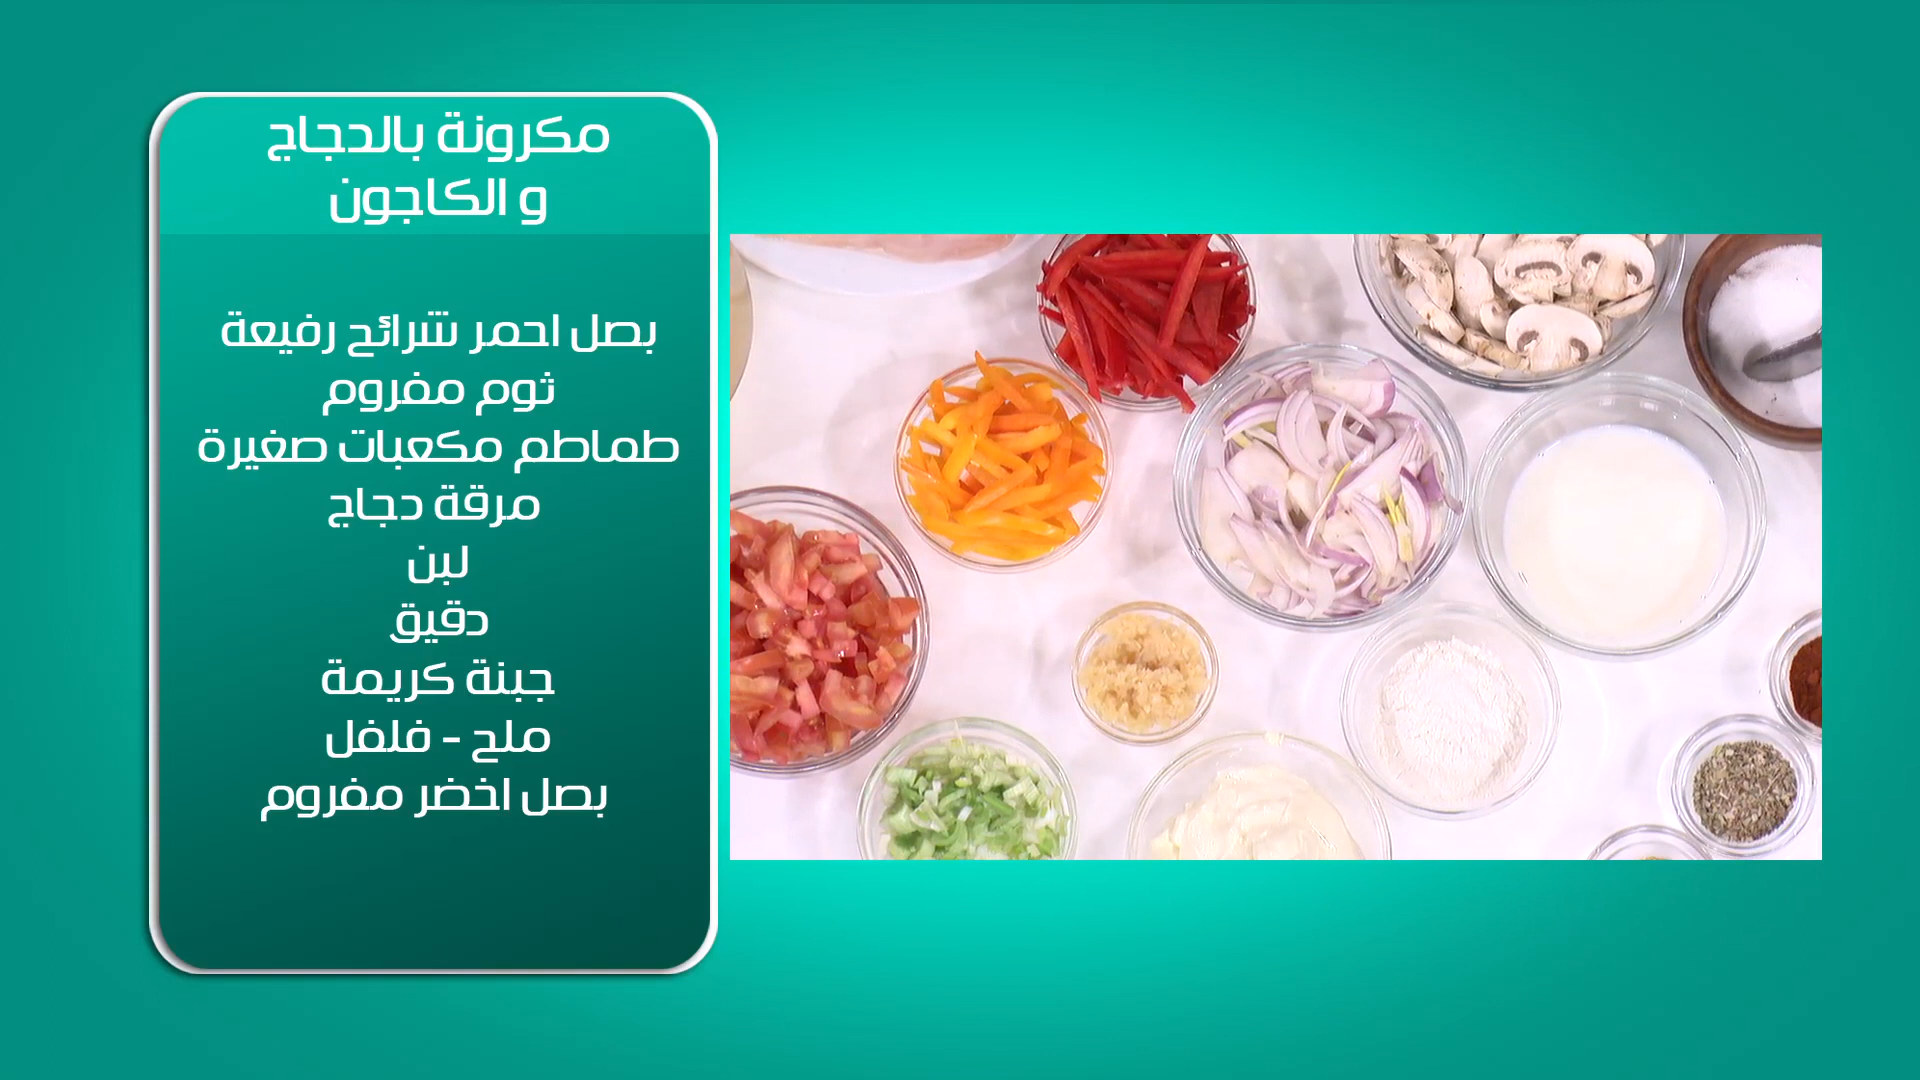 مكرونة بالدجاج
و الكاجون
بصل احمر شرائح رفيعة
ثوم مفروم
طماطم مكعبات صغيرة
مرقة دجاج
لبن
دقيق
جبنة كريمة
ملح - فلفل
بصل اخضر مفروم